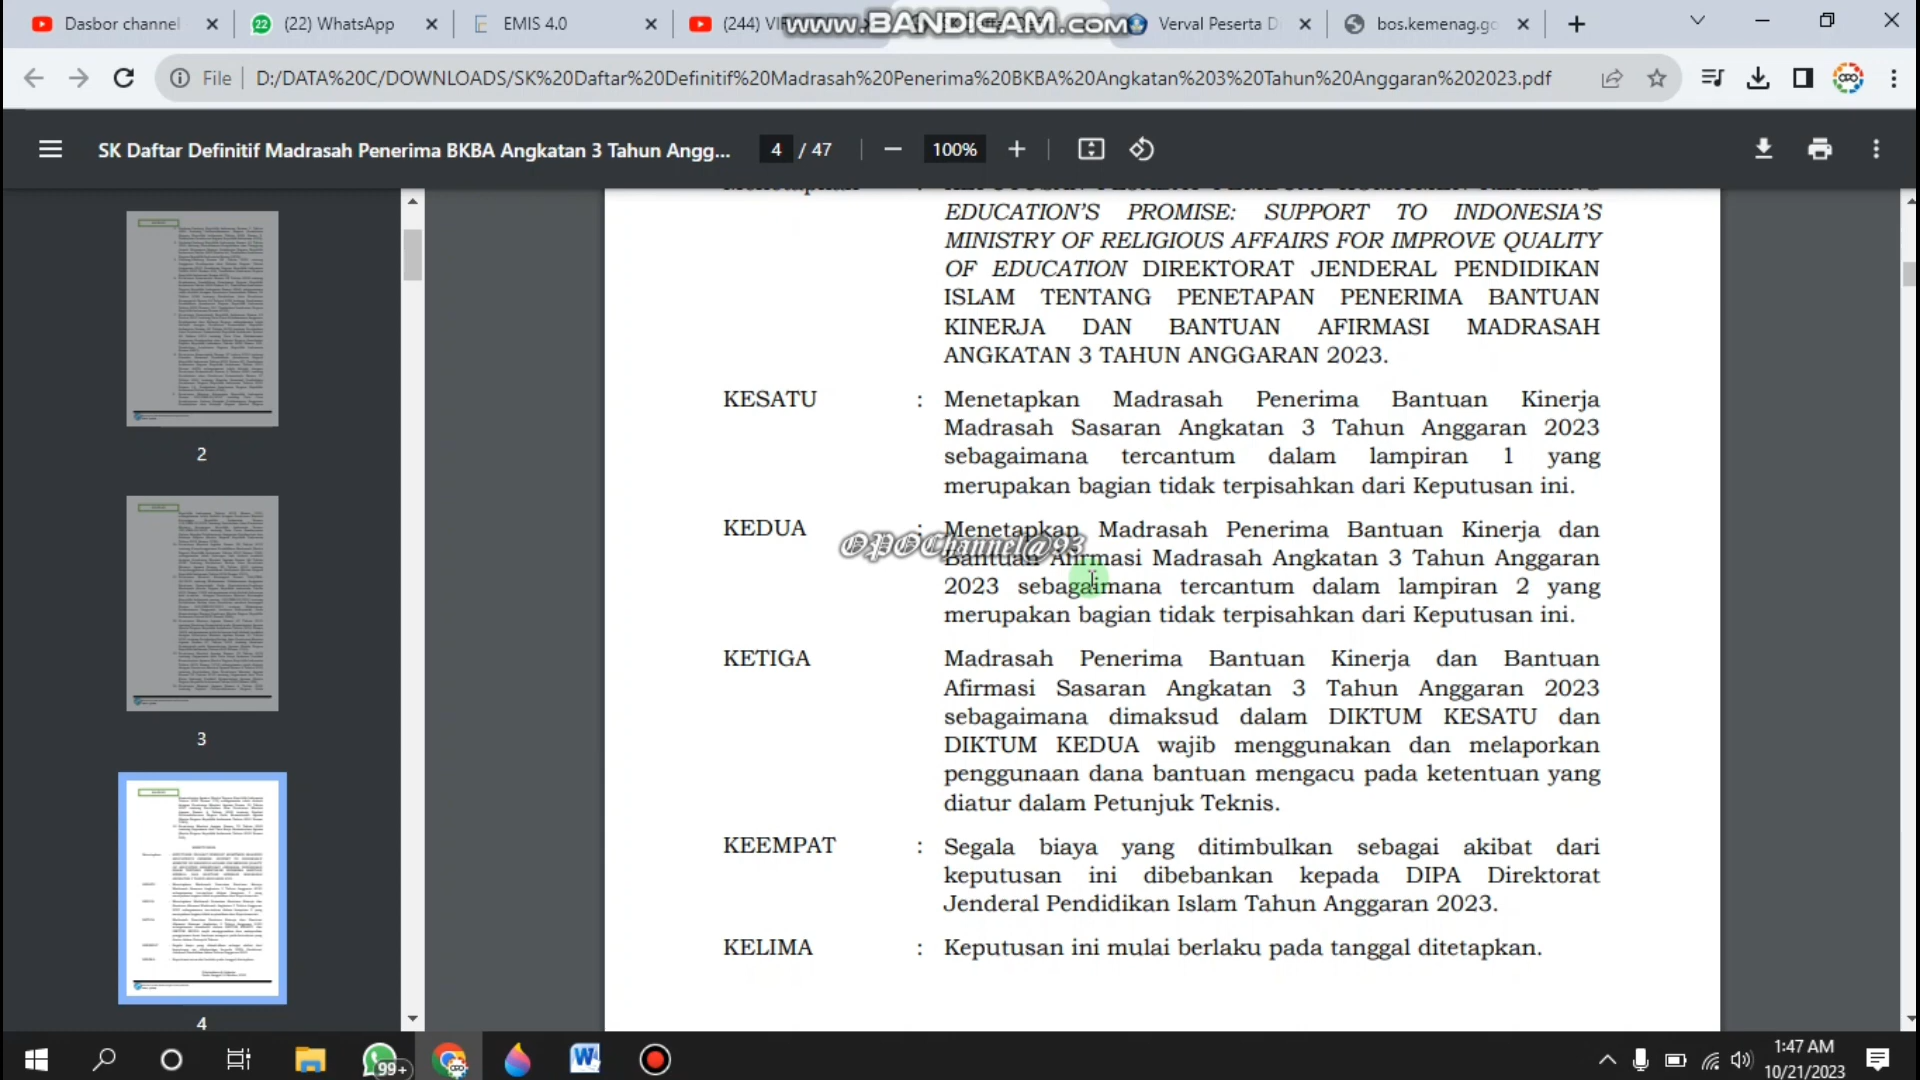 Dasbor channel
(22) WhatsApp
EMIS 4.0
(244) VIR
www.BANDICAM.com
Verval Peserta D
bos.kemenag.go
File
D:/DATA%20C/DOWNLOADS/SK%20Daftar%20Definitif%20Madrasah%20Penerima%20BKBA%20Angkatan%203%20Tahun%20Anggaran%202023.pdf
SK Daftar Definitif Madrasah Penerima BKBA Angkatan 3 Tahun Angg...
4 / 47
100%
EDUCATION'S PROMISE: SUPPORT TO INDONESIA'S
MINISTRY OF RELIGIOUS AFFAIRS FOR IMPROVE QUALITY
OF EDUCATION DIREKTORAT JENDERAL PENDIDIKAN
ISLAM TENTANG PENETAPAN PENERIMA BANTUAN
KINERJA DAN BANTUAN AFIRMASI MADRASAH
ANGKATAN 3 TAHUN ANGGARAN 2023.
KESATU : Menetapkan Madrasah Penerima Bantuan Kinerja
Madrasah Sasaran Angkatan 3 Tahun Anggaran 2023
sebagaimana tercantum dalam lampiran 1 yang
merupakan bagian tidak terpisahkan dari Keputusan ini.
KEDUA : Menetapkan Madrasah Penerima Bantuan Kinerja dan
OPOChannel@93
Bantuan Afirmasi Madrasah Angkatan 3 Tahun Anggaran
2023 sebagaimana tercantum dalam lampiran 2 yang
merupakan bagian tidak terpisahkan dari Keputusan ini.
KETIGA Madrasah Penerima Bantuan Kinerja dan Bantuan
Afirmasi Sasaran Angkatan 3 Tahun Anggaran 2023
sebagaimana dimaksud dalam DIKTUM KESATU dan
DIKTUM KEDUA wajib menggunakan dan melaporkan
penggunaan dana bantuan mengacu pada ketentuan yang
diatur dalam Petunjuk Teknis.
KEEMPAT : Segala biaya yang ditimbulkan sebagai akibat dari
keputusan ini dibebankan kepada DIPA Direktorat
Jenderal Pendidikan Islam Tahun Anggaran 2023.
KELIMA : Keputusan ini mulai berlaku pada tanggal ditetapkan.
2
3
4
99+
1:47 AM
10/21/2023